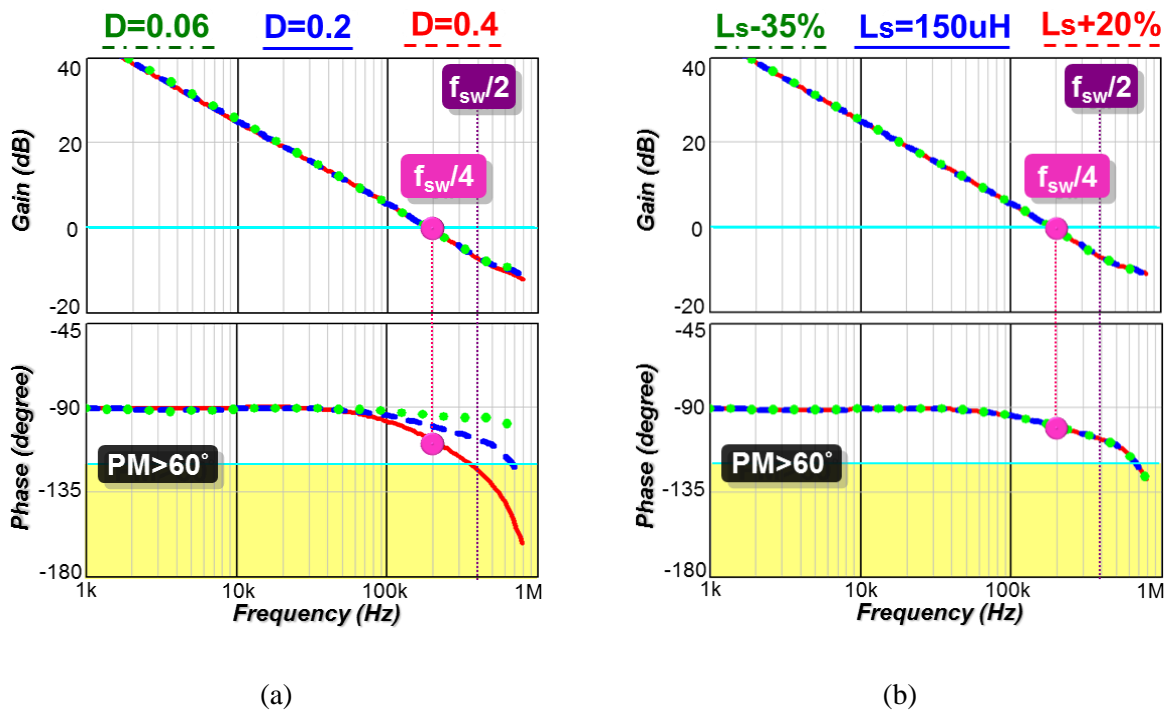 D=0.06 D=0.2 D=0.4
Gain (dB)
40
20
0
-20
fsw/2
fsw/4
Phase (degree)
-45
-90
-135
-180
PM>60°
1k 10k 100k 1M
Frequency (Hz)
(a)
Ls-35% Ls=150uH Ls+20%
Gain (dB)
40
20
0
-20
fsw/2
fsw/4
Phase (degree)
-45
-90
-135
-180
PM>60°
1k 10k 100k 1M
Frequency (Hz)
(b)